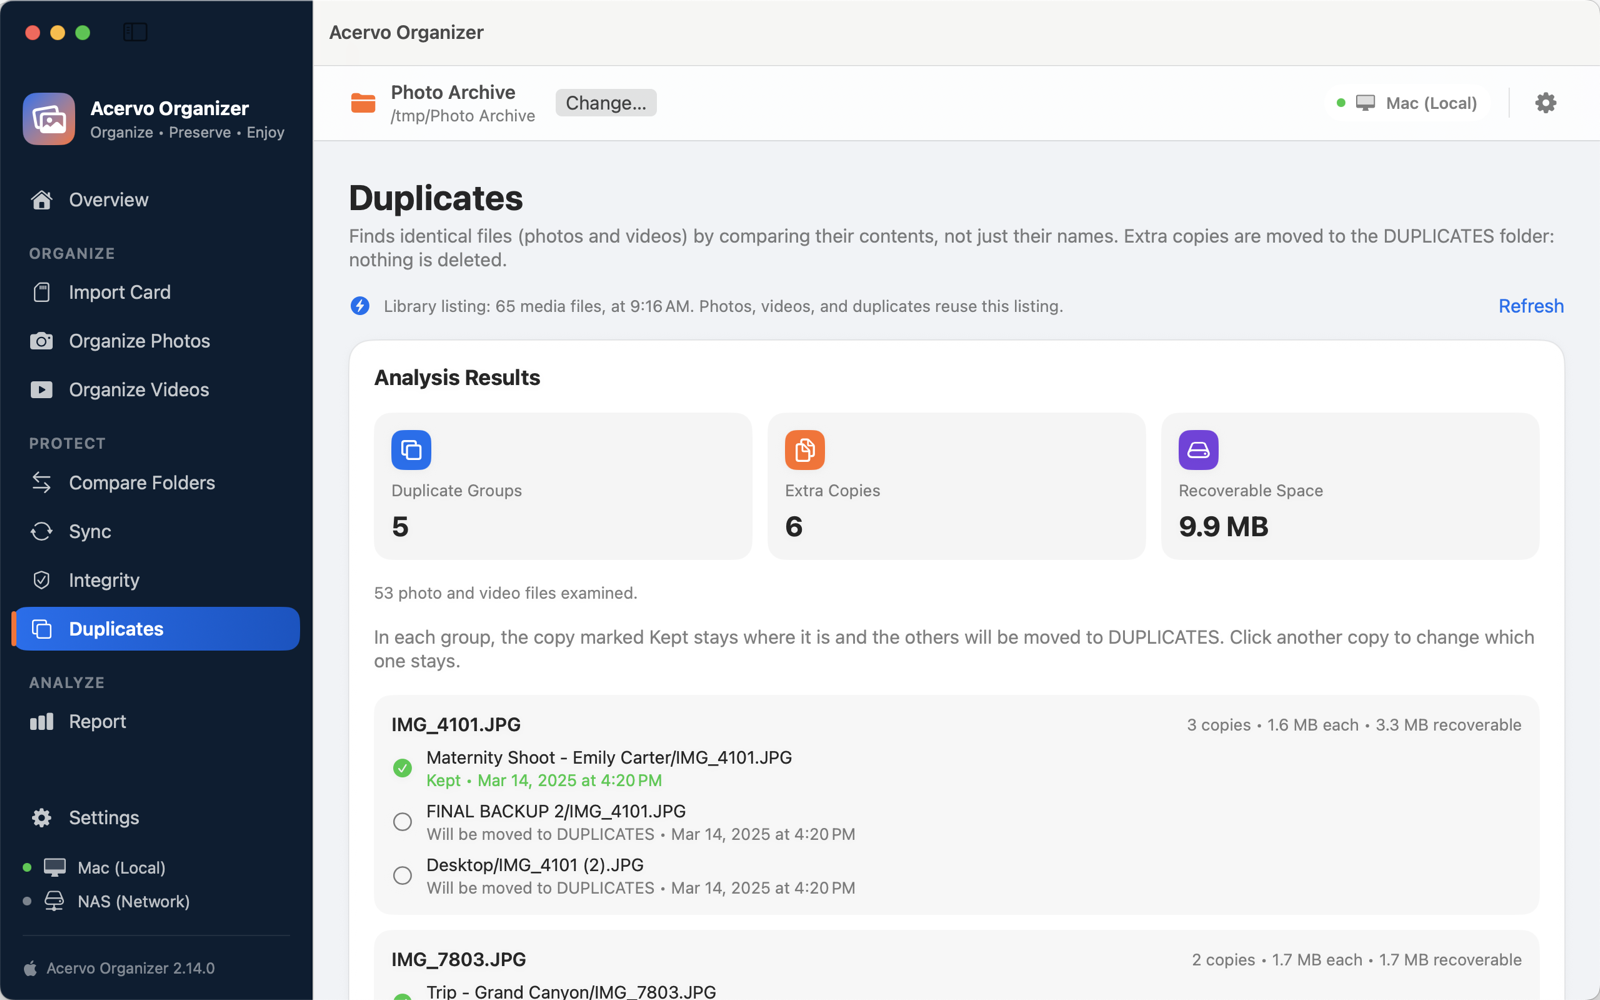 Acervo Organizer
Organize • Preserve • Enjoy
Overview
ORGANIZE
Import Card
Organize Photos
Organize Videos
PROTECT
Compare Folders
Sync
Integrity
Duplicates
ANALYZE
Report
Settings
Mac (Local)
NAS (Network)
Acervo Organizer 2.14.0
Acervo Organizer
Photo Archive
/tmp/Photo Archive
Change...
Mac (Local)
Duplicates
Finds identical files (photos and videos) by comparing their contents, not just their names. Extra copies are moved to the DUPLICATES folder:
nothing is deleted.
Library listing: 65 media files, at 9:16 AM. Photos, videos, and duplicates reuse this listing.
Refresh
Analysis Results
Duplicate Groups
5
Extra Copies
6
Recoverable Space
9.9 MB
53 photo and video files examined.
In each group, the copy marked Kept stays where it is and the others will be moved to DUPLICATES. Click another copy to change which
one stays.
IMG_4101.JPG
3 copies • 1.6 MB each • 3.3 MB recoverable
Maternity Shoot - Emily Carter/IMG_4101.JPG
Kept • Mar 14, 2025 at 4:20 PM
FINAL BACKUP 2/IMG_4101.JPG
Will be moved to DUPLICATES • Mar 14, 2025 at 4:20 PM
Desktop/IMG_4101 (2).JPG
Will be moved to DUPLICATES • Mar 14, 2025 at 4:20 PM
IMG_7803.JPG
2 copies • 1.7 MB each • 1.7 MB recoverable
Trip - Grand Canyon/IMG_7803.JPG